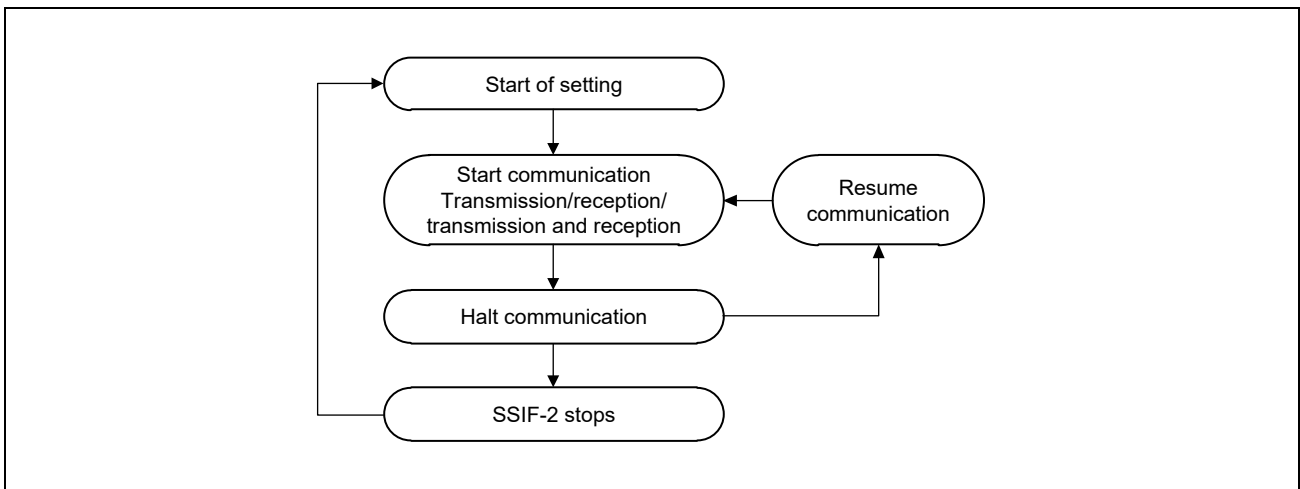 Start of setting
Start communication
Transmission/reception/
transmission and reception
Resume
communication
Halt communication
SSIF-2 stops